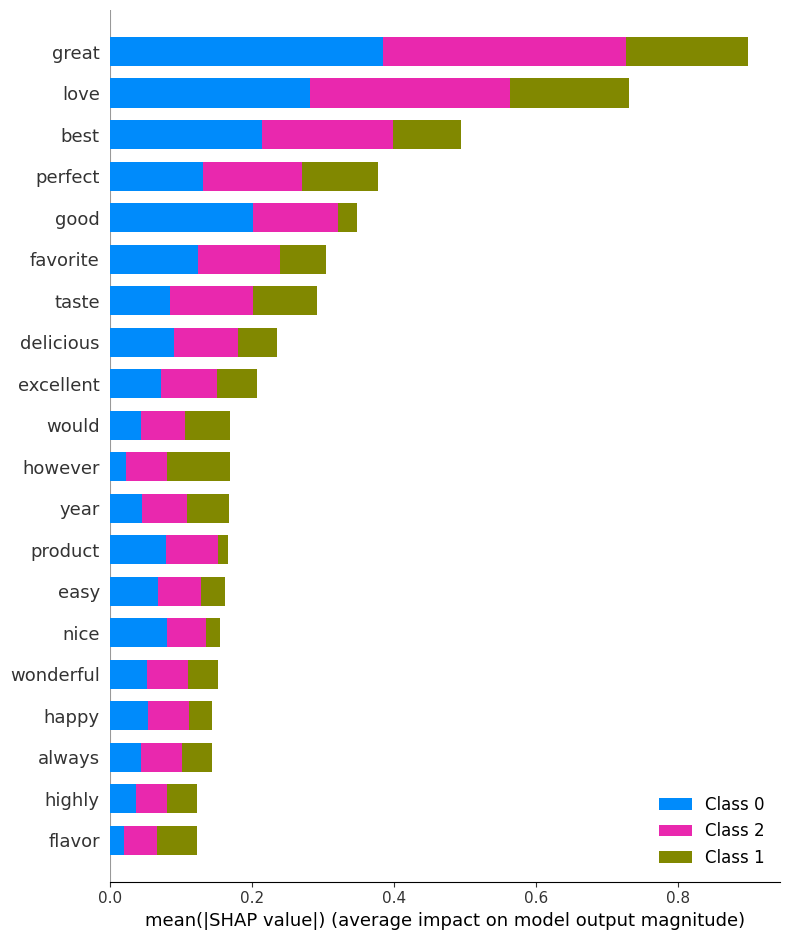 great
love
best
perfect
good
favorite
taste
delicious
excellent
would
however
year
product
easy
nice
wonderful
happy
always
highly
flavor
Class 0
Class 2
Class 1
0.0 0.2 0.4 0.6 0.8
mean(|SHAP value|) (average impact on model output magnitude)